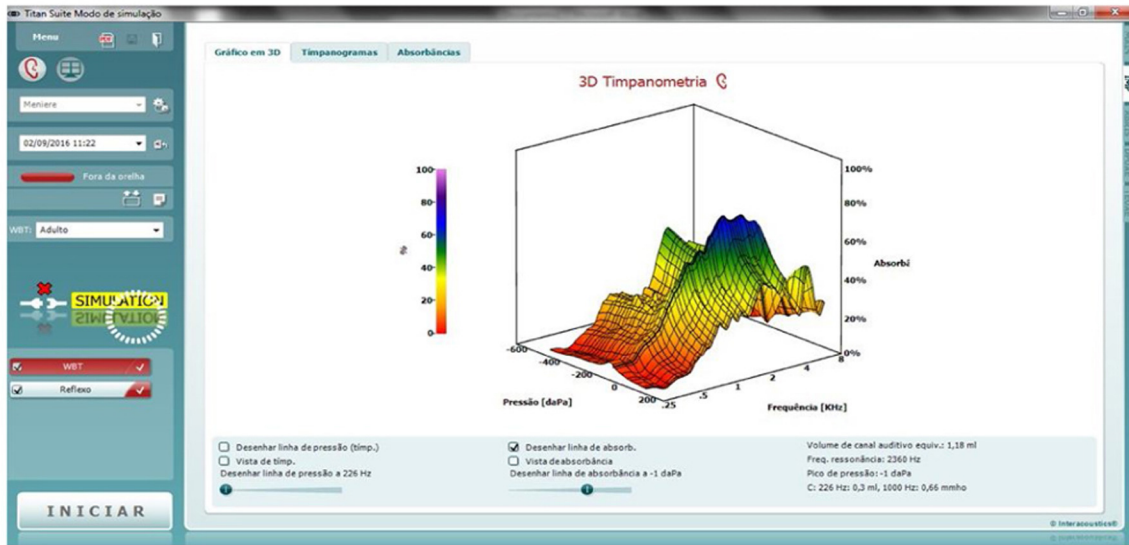 Titan Suite Modo de simulação
Menu
PDF
Meniere
02/09/2016 11:22
Fora da orelha
WBT: Adulto
SIMULATION
WBT
Reflexo
INICIAR
Gráfico em 3D Timpanogramas Absorbâncias
3D Timpanometria
100
80
60
40
20
0
%
100%
80%
60%
40%
20%
0%
Absorbâ
-600
-400
-200
0
200
Pressão [daPa]
.25
.5
1
2
4
8
Frequência [KHz]
Desenhar linha de pressão (tímp.)
Vista de tímp.
Desenhar linha de pressão a 226 Hz
Desenhar linha de absorb.
Vista deabsorbância
Desenhar linha de absorbância a -1 daPa
Volume de canal auditivo equiv.: 1,18 ml
Freq. ressonância: 2360 Hz
Pico de pressão: -1 daPa
C: 226 Hz: 0,3 ml, 1000 Hz: 0,66 mmho
© Interacoustics®